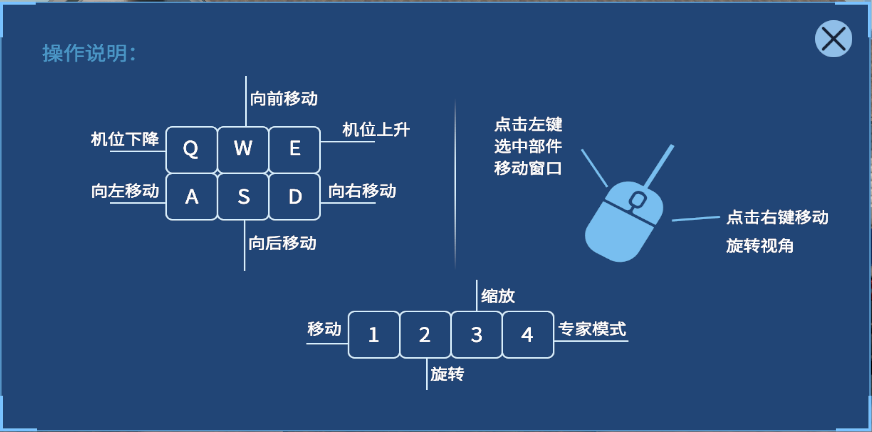 操作说明：
向前移动
机位下降
机位上升
Q W E
向左移动
A S D
向右移动
向后移动
点击左键
选中部件
移动窗口
点击右键移动
旋转视角
缩放
移动
1 2 3 4
专家模式
旋转